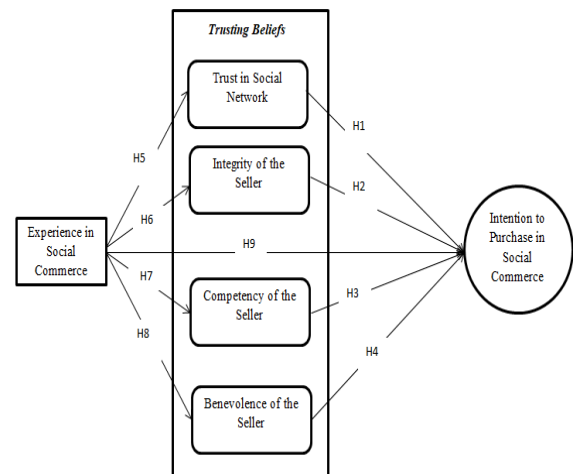 Trusting Beliefs
Trust in Social
Network
H1
H5
Integrity of the
Seller
H2
H6
Experience in
Social
Commerce
H9
Intention to
Purchase in
Social
Commerce
H7
Competency of the
Seller
H3
H8
H4
Benevolence of the
Seller